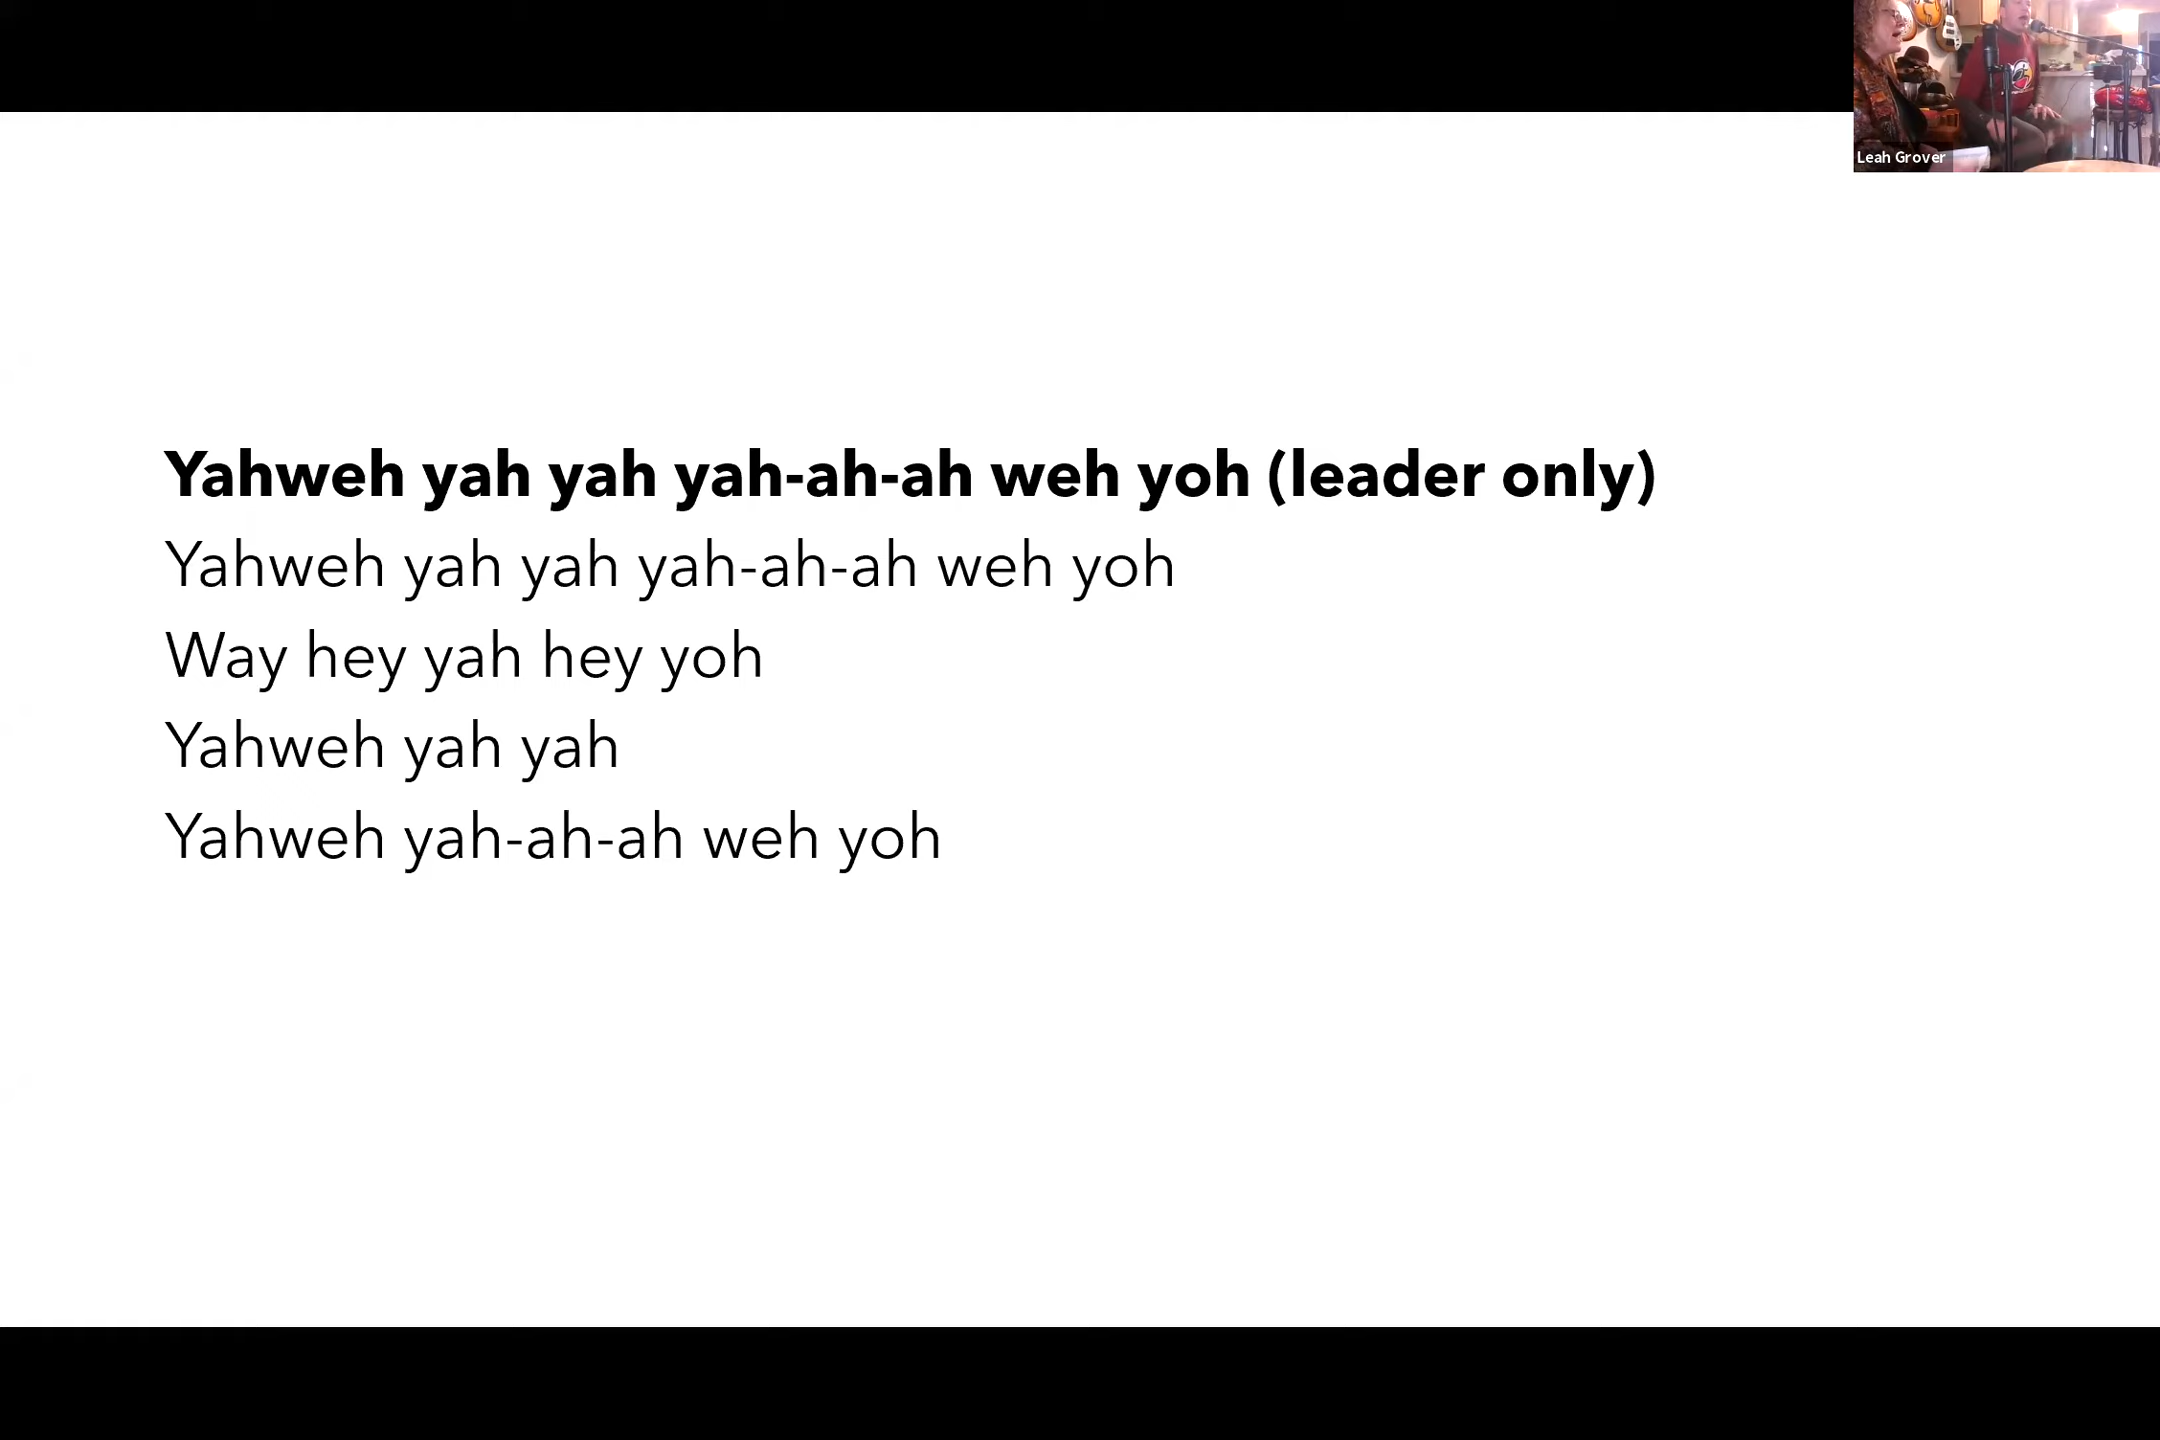 Leah Grover
Yahweh yah yah yah-ah-ah weh yoh (leader only)
Yahweh yah yah yah-ah-ah weh yoh
Way hey yah hey yoh
Yahweh yah yah
Yahweh yah-ah-ah weh yoh